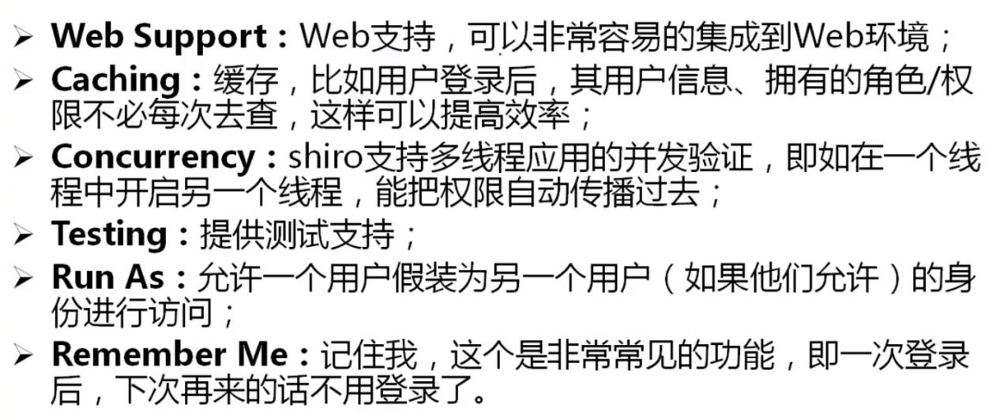 ➢ Web Support：Web支持，可以非常容易的集成到Web环境；
➢ Caching：缓存，比如用户登录后，其用户信息、拥有的角色/权
限不必每次去查，这样可以提高效率；
➢ Concurrency：shiro支持多线程应用的并发验证，即如在一个线
程中开启另一个线程，能把权限自动传播过去；
➢ Testing：提供测试支持；
➢ Run As：允许一个用户假装为另一个用户（如果他们允许）的身
份进行访问；
➢ Remember Me：记住我，这个是非常常见的功能，即一次登录
后，下次再来的话不用登录了。